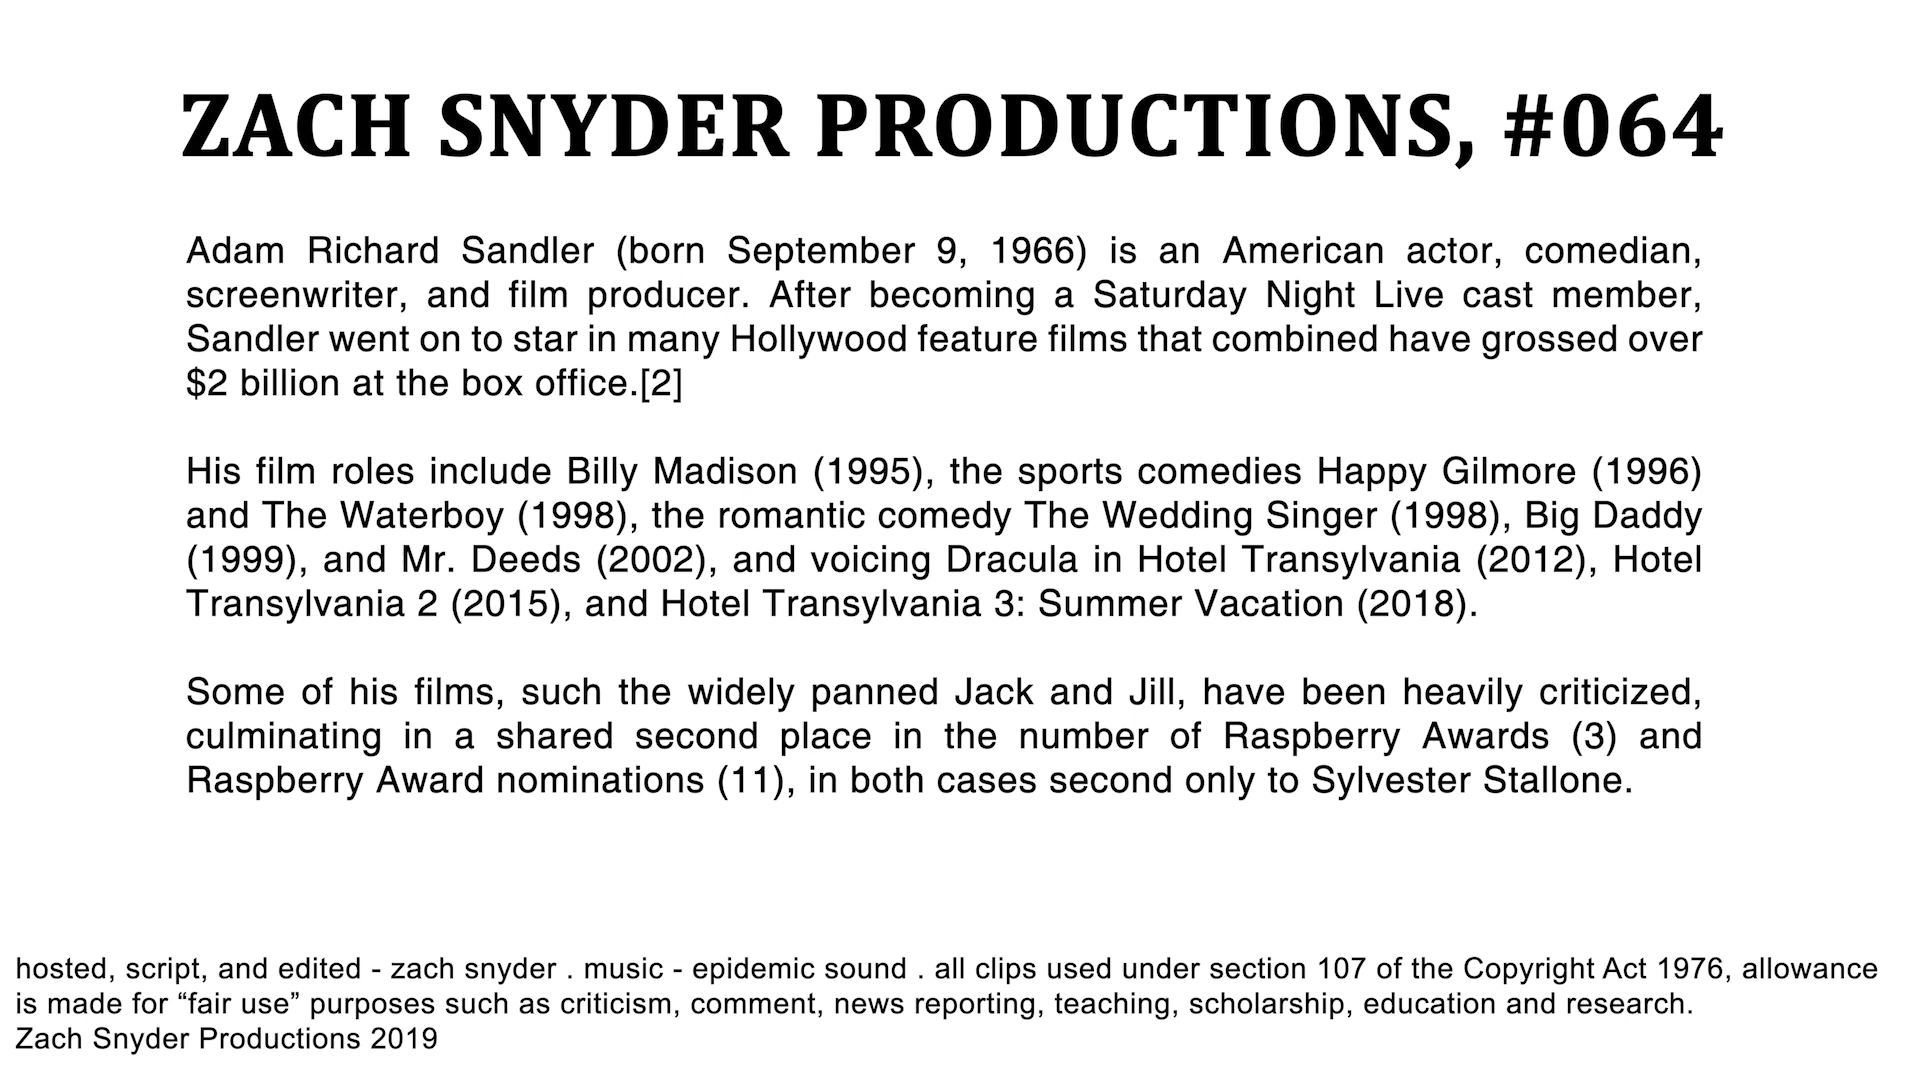 ZACH SNYDER PRODUCTIONS, #064
Adam Richard Sandler (born September 9, 1966) is an American actor, comedian,
screenwriter, and film producer. After becoming a Saturday Night Live cast member,
Sandler went on to star in many Hollywood feature films that combined have grossed over
$2 billion at the box office.[2]
His film roles include Billy Madison (1995), the sports comedies Happy Gilmore (1996)
and The Waterboy (1998), the romantic comedy The Wedding Singer (1998), Big Daddy
(1999), and Mr. Deeds (2002), and voicing Dracula in Hotel Transylvania (2012), Hotel
Transylvania 2 (2015), and Hotel Transylvania 3: Summer Vacation (2018).
Some of his films, such the widely panned Jack and Jill, have been heavily criticized,
culminating in a shared second place in the number of Raspberry Awards (3) and
Raspberry Award nominations (11), in both cases second only to Sylvester Stallone.
hosted, script, and edited - zach snyder . music - epidemic sound . all clips used under section 107 of the Copyright Act 1976, allowance
is made for “fair use” purposes such as criticism, comment, news reporting, teaching, scholarship, education and research.
Zach Snyder Productions 2019